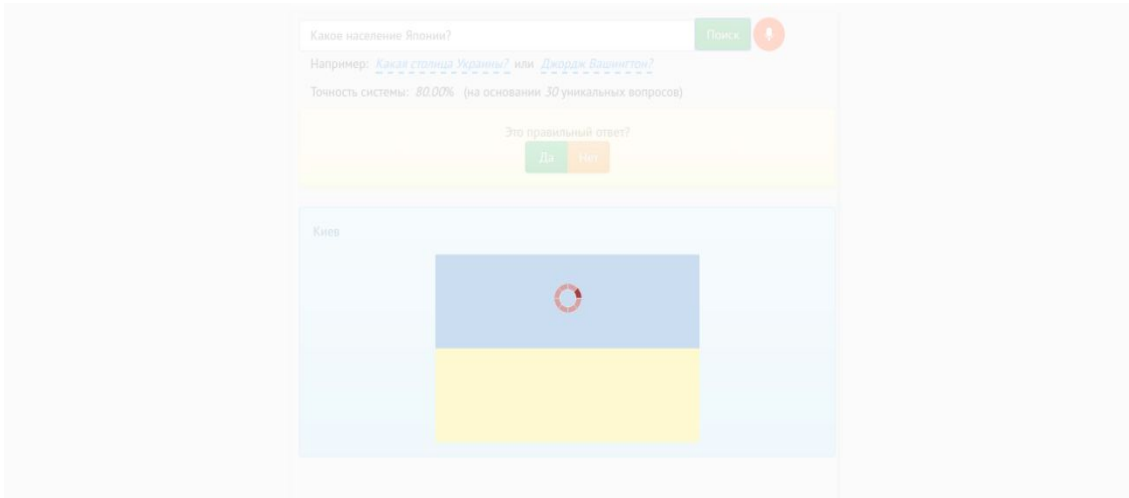 Какое население Японии? Поиск
Например: Какая столица Украины? или Джордж Вашингтон?
Точность системы: 80.00% (на основании 30 уникальных вопросов)
Это правильный ответ?
Да Нет
Киев